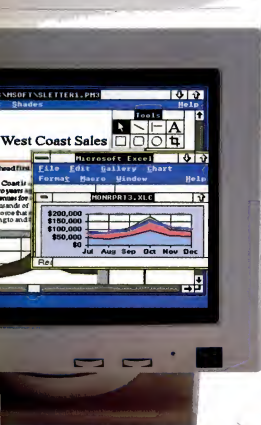 \MSOFT\SLETTER1.PM3
Shades Help
Tools
A
West Coast Sales
Microsoft Excel
File Edit Gallery Chart
Format Macro Window Help
MONRPRT3.XLC
$200,000
$150,000
$100,000
$50,000
$0
Jul Aug Sep Oct Nov Dec